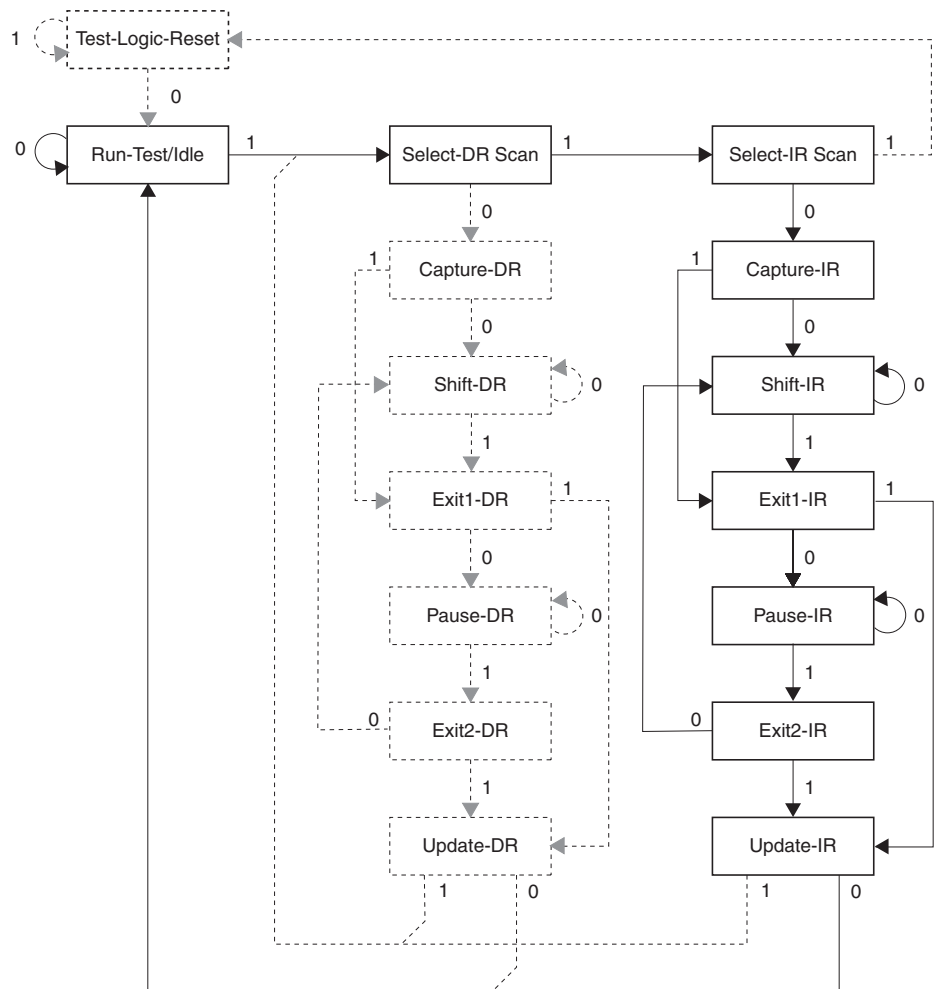 1
Test-Logic-Reset
0
0
Run-Test/Idle
1
Select-DR Scan
1
Select-IR Scan
1
0
0
1
Capture-DR
1
Capture-IR
0
0
Shift-DR
0
Shift-IR
0
1
1
Exit1-DR
1
Exit1-IR
1
0
0
Pause-DR
0
Pause-IR
0
1
1
0
Exit2-DR
0
Exit2-IR
1
1
Update-DR
Update-IR
1
0
1
0